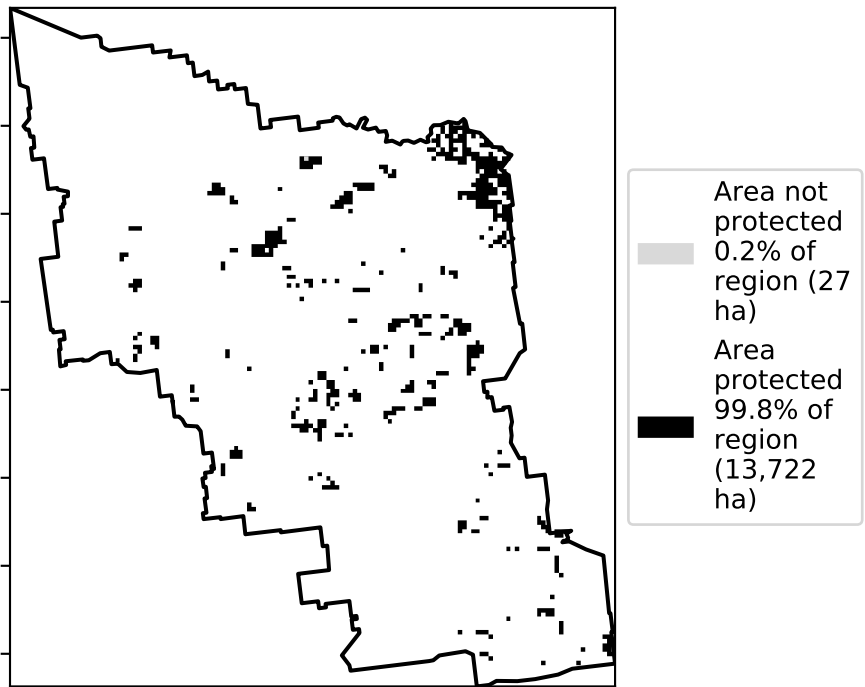 Area not
protected
0.2% of
region (27
ha)
Area
protected
99.8% of
region
(13,722
ha)